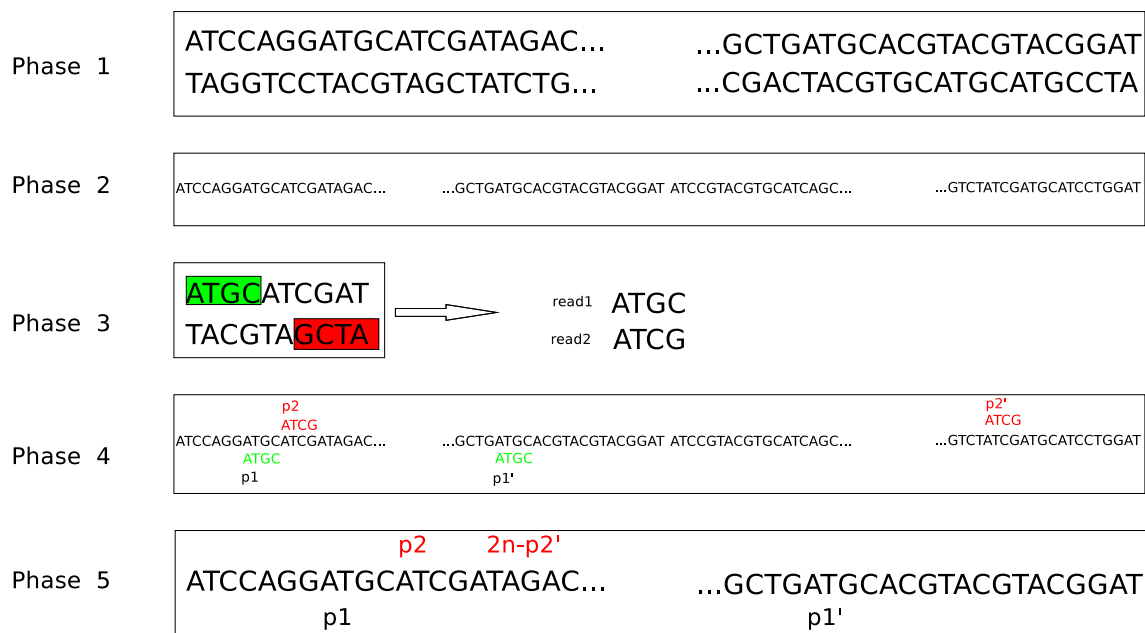 Phase 1
ATCCAGGATGCATCGATAGAC... ...GCTGATGCACGTACGTACGGAT
TAGGTCCTACGTAGCTATCTG... ...CGACTACGTGCATGCATGCCTA
Phase 2
ATCCAGGATGCATCGATAGAC... ...GCTGATGCACGTACGTACGGAT ATCCGTACGTGCATCAGC... ...GTCTATCGATGCATCCTGGAT
Phase 3
ATGCATCGAT
TACGTAGCTA
read1 ATGC
read2 ATCG
Phase 4
p2 p2'
ATCG ATCG
ATCCAGGATGCATCGATAGAC... ...GCTGATGCACGTACGTACGGAT ATCCGTACGTGCATCAGC... ...GTCTATCGATGCATCCTGGAT
ATGC ATGC
p1 p1'
Phase 5
p2 2n-p2'
ATCCAGGATGCATCGATAGAC... ...GCTGATGCACGTACGTACGGAT
p1 p1'